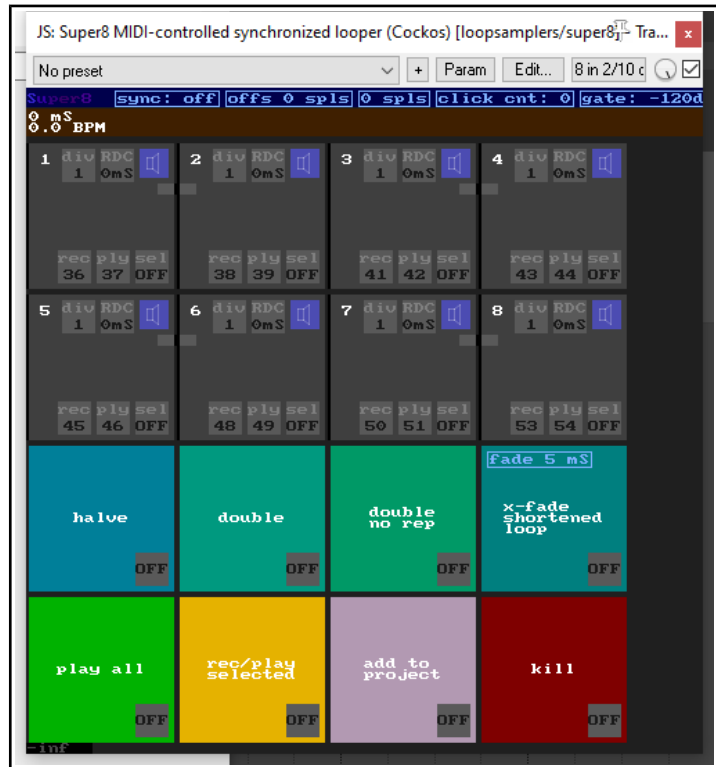 JS: Super8 MIDI-controlled synchronized looper (Cockos) [loopsamplers/super8] - Tra... x
No preset + Param Edit... 8 in 2/10 c
Super8 sync: off offs 0 spls 0 spls click cnt: 0 gate: -120d
0 mS
0.0 BPM
1 div RDC 2 div RDC 3 div RDC 4 div RDC
1 0mS 1 0mS 1 0mS 1 0mS
rec ply sel rec ply sel rec ply sel rec ply sel
36 37 OFF 38 39 OFF 41 42 OFF 43 44 OFF
5 div RDC 6 div RDC 7 div RDC 8 div RDC
1 0mS 1 0mS 1 0mS 1 0mS
rec ply sel rec ply sel rec ply sel rec ply sel
45 46 OFF 48 49 OFF 50 51 OFF 53 54 OFF
fade 5 mS
halve
double
double
no rep
x-fade
shortened
loop
OFF OFF OFF OFF
play all
rec/play
selected
add to
project
kill
OFF OFF OFF OFF
-inf